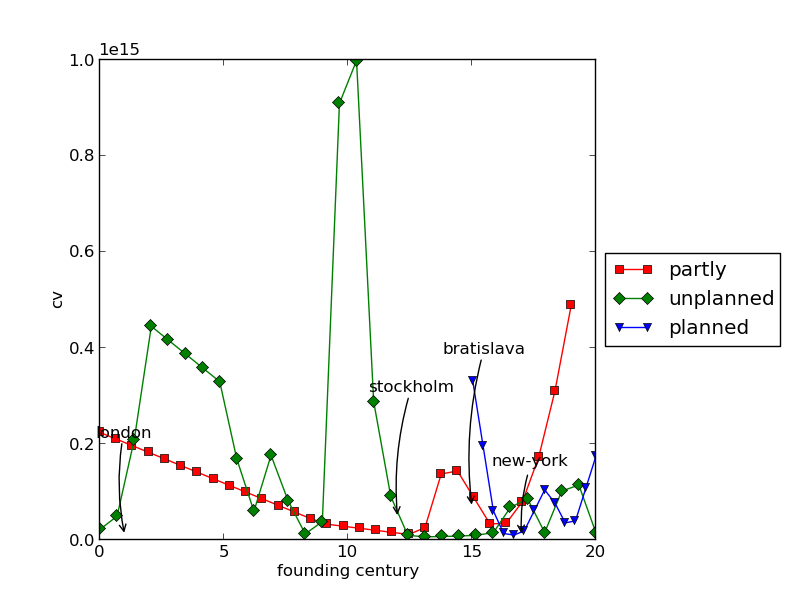 1e15
1.0
0.8
0.6
0.4
0.2
0.0
cv
0
5
10
15
20
founding century
london
stockholm
bratislava
new-york
partly
unplanned
planned